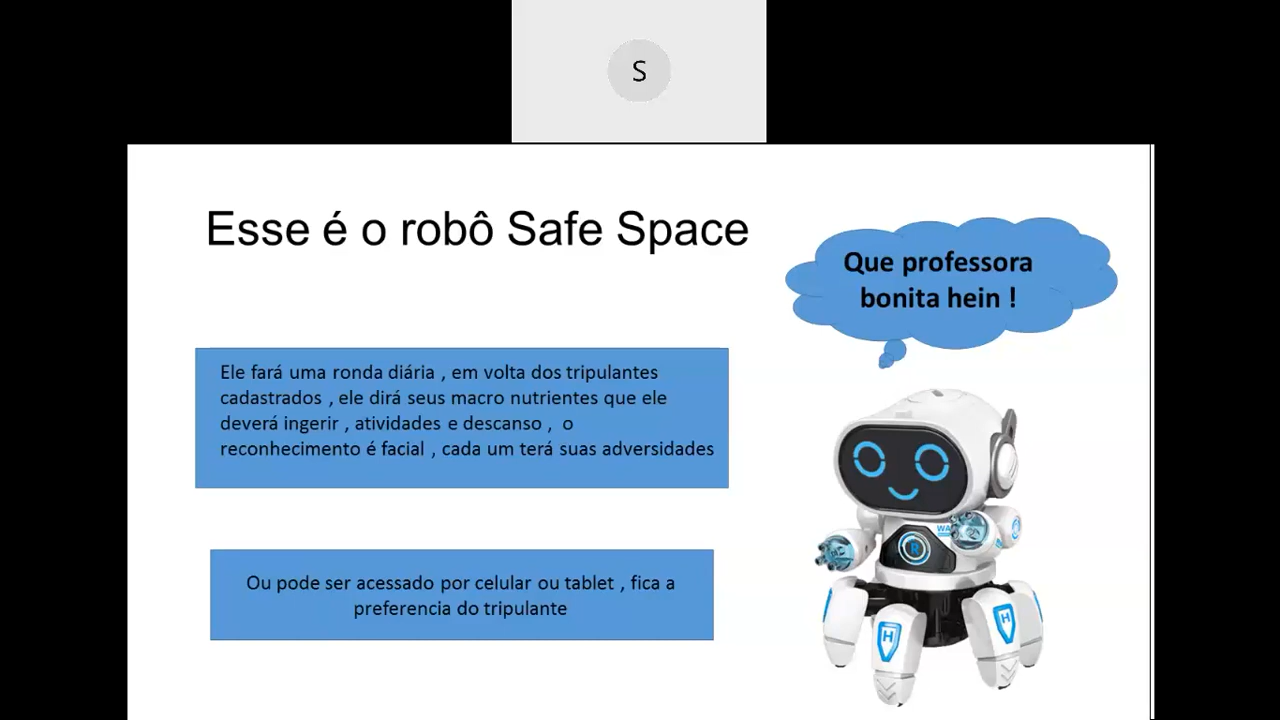 S
Esse é o robô Safe Space
Que professora
bonita hein !
Ele fará uma ronda diária , em volta dos tripulantes
cadastrados , ele dirá seus macro nutrientes que ele
deverá ingerir , atividades e descanso ,  o
reconhecimento é facial , cada um terá suas adversidades
Ou pode ser acessado por celular ou tablet , fica a
preferencia do tripulante
WA
R
H
H